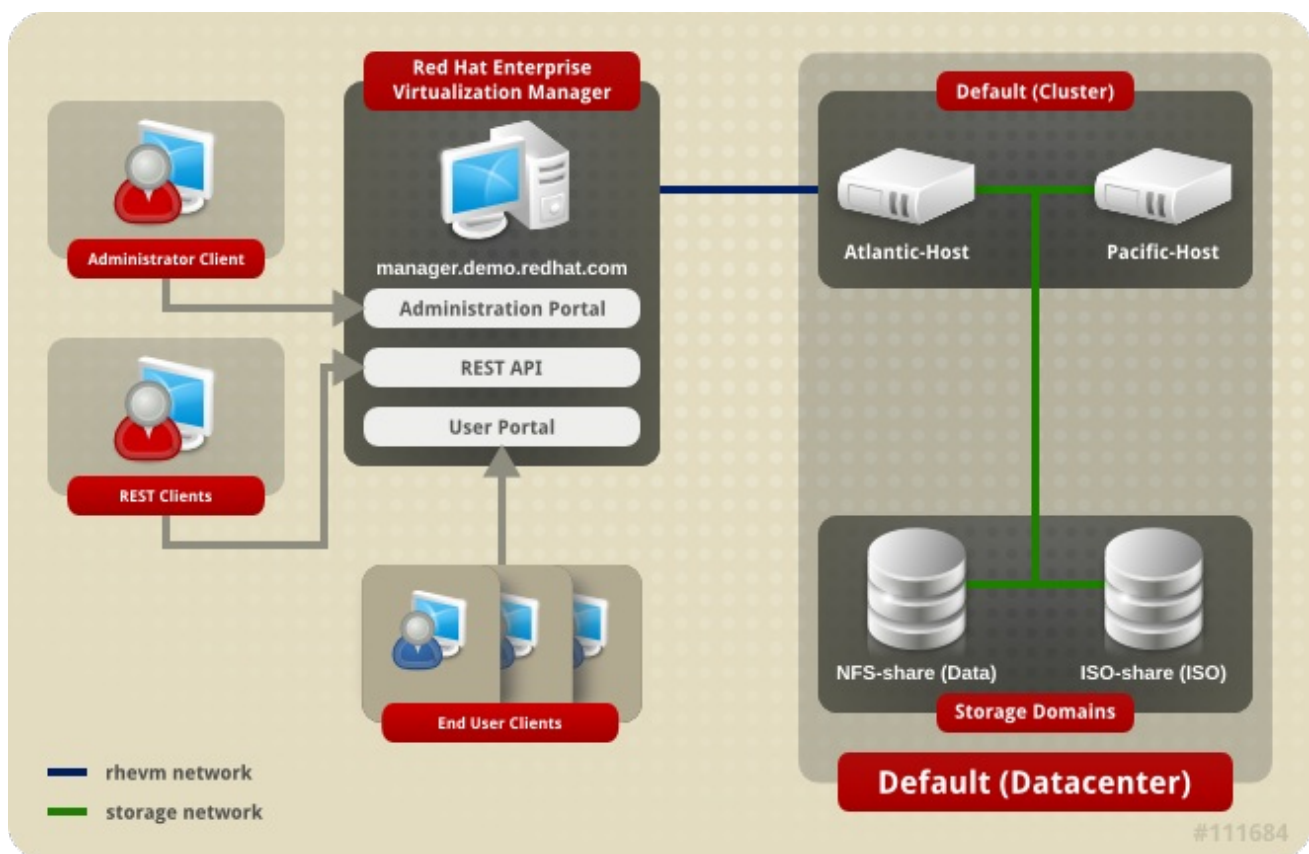 Red Hat Enterprise
Virtualization Manager
manager.demo.redhat.com
Administration Portal
REST API
User Portal
Administrator Client
REST Clients
End User Clients
Default (Cluster)
Atlantic-Host
Pacific-Host
NFS-share (Data)
ISO-share (ISO)
Storage Domains
Default (Datacenter)
rhevm network
storage network
#111684